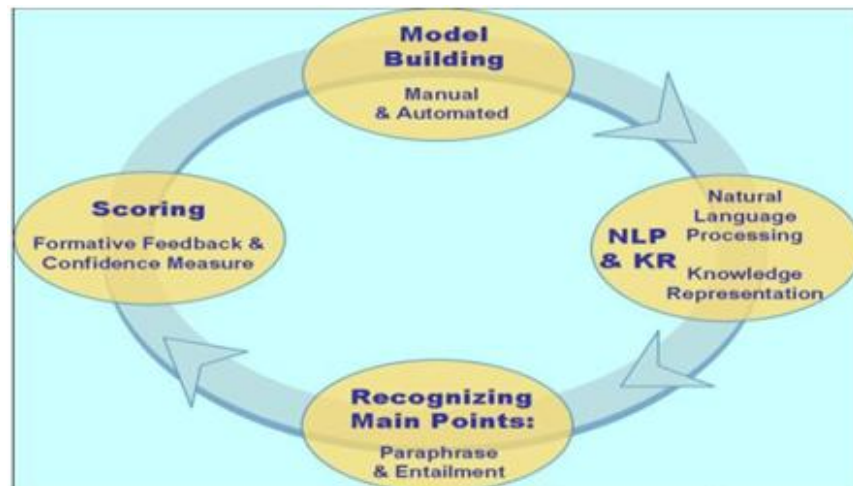 Model
Building
Manual
& Automated
NLP
& KR
Natural
Language
Processing
Knowledge
Representation
Recognizing
Main Points:
Paraphrase
& Entailment
Scoring
Formative Feedback &
Confidence Measure